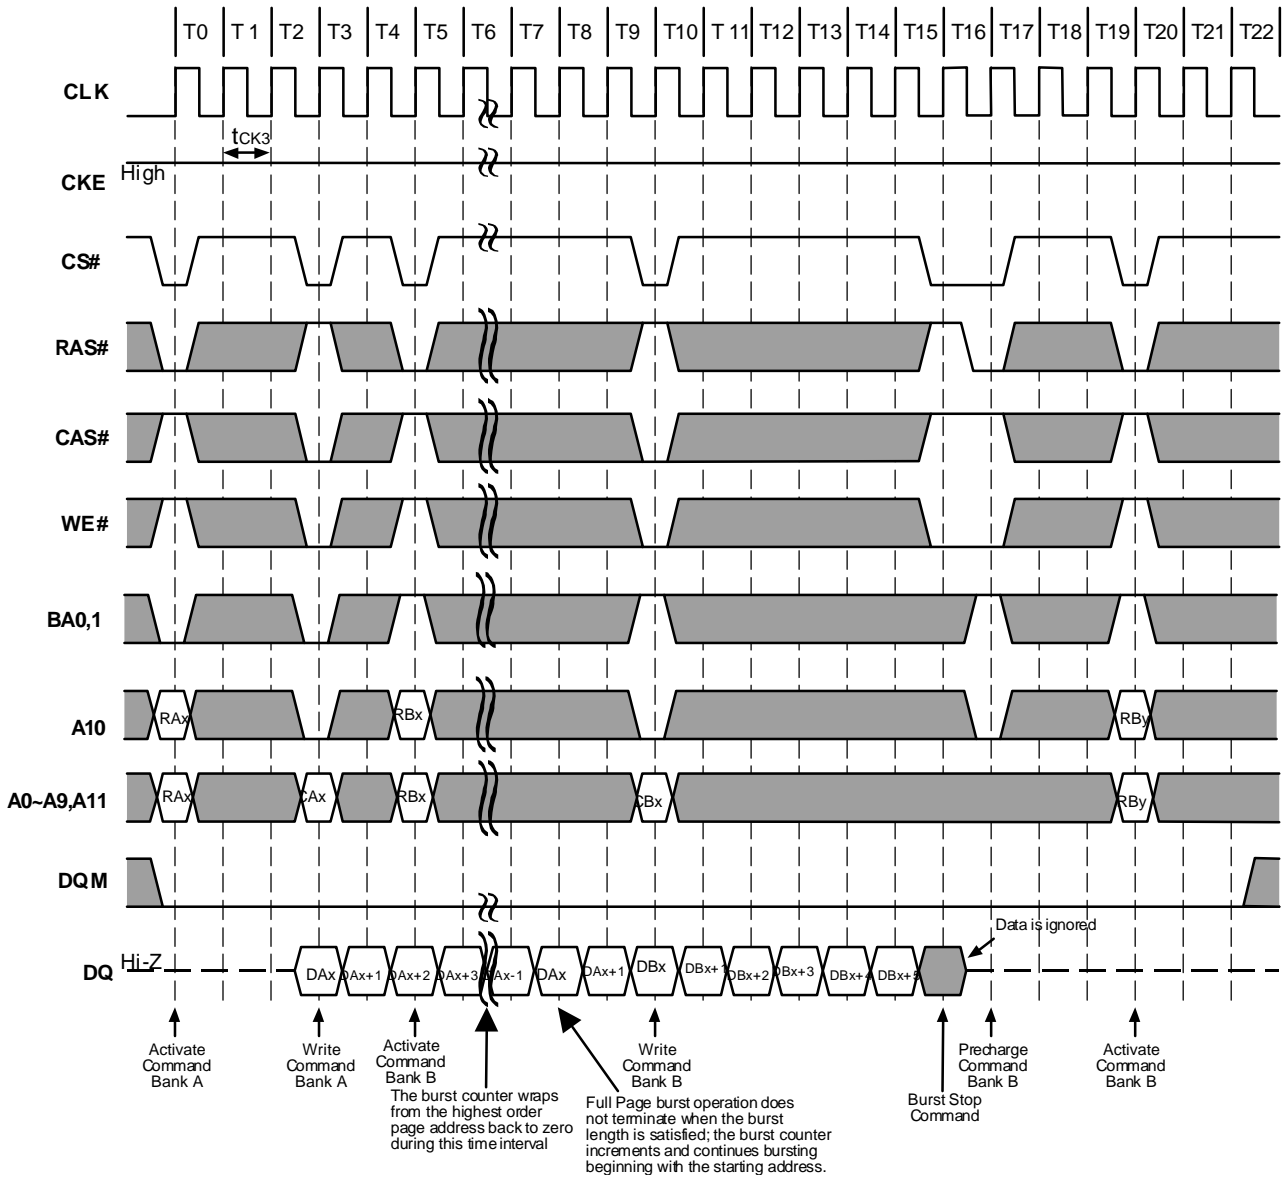 T0 T1 T2 T3 T4 T5 T6 T7 T8 T9 T10 T11 T12 T13 T14 T15 T16 T17 T18 T19 T20 T21 T22
CLK
tCK3
High
CKE
CS#
RAS#
CAS#
WE#
BA0,1
A10
RAx RBx RBy
A0~A9,A11
RAx CAx RBx CBx RBy
DQM
Data is ignored
DQ
Hi-Z
DAx DAx+1 DAx+2 DAx+3 DAx-1 DAx DAx+1 DBx DBx+1 DBx+2 DBx+3 DBx+4 DBx+5
Activate
Command
Bank A
Write
Command
Bank A
Activate
Command
Bank B
The burst counter wraps
from the highest order
page address back to zero
during this time interval
Full Page burst operation does
not terminate when the burst
length is satisfied; the burst counter
increments and continues bursting
beginning with the starting address.
Write
Command
Bank B
Burst Stop
Command
Precharge
Command
Bank B
Activate
Command
Bank B